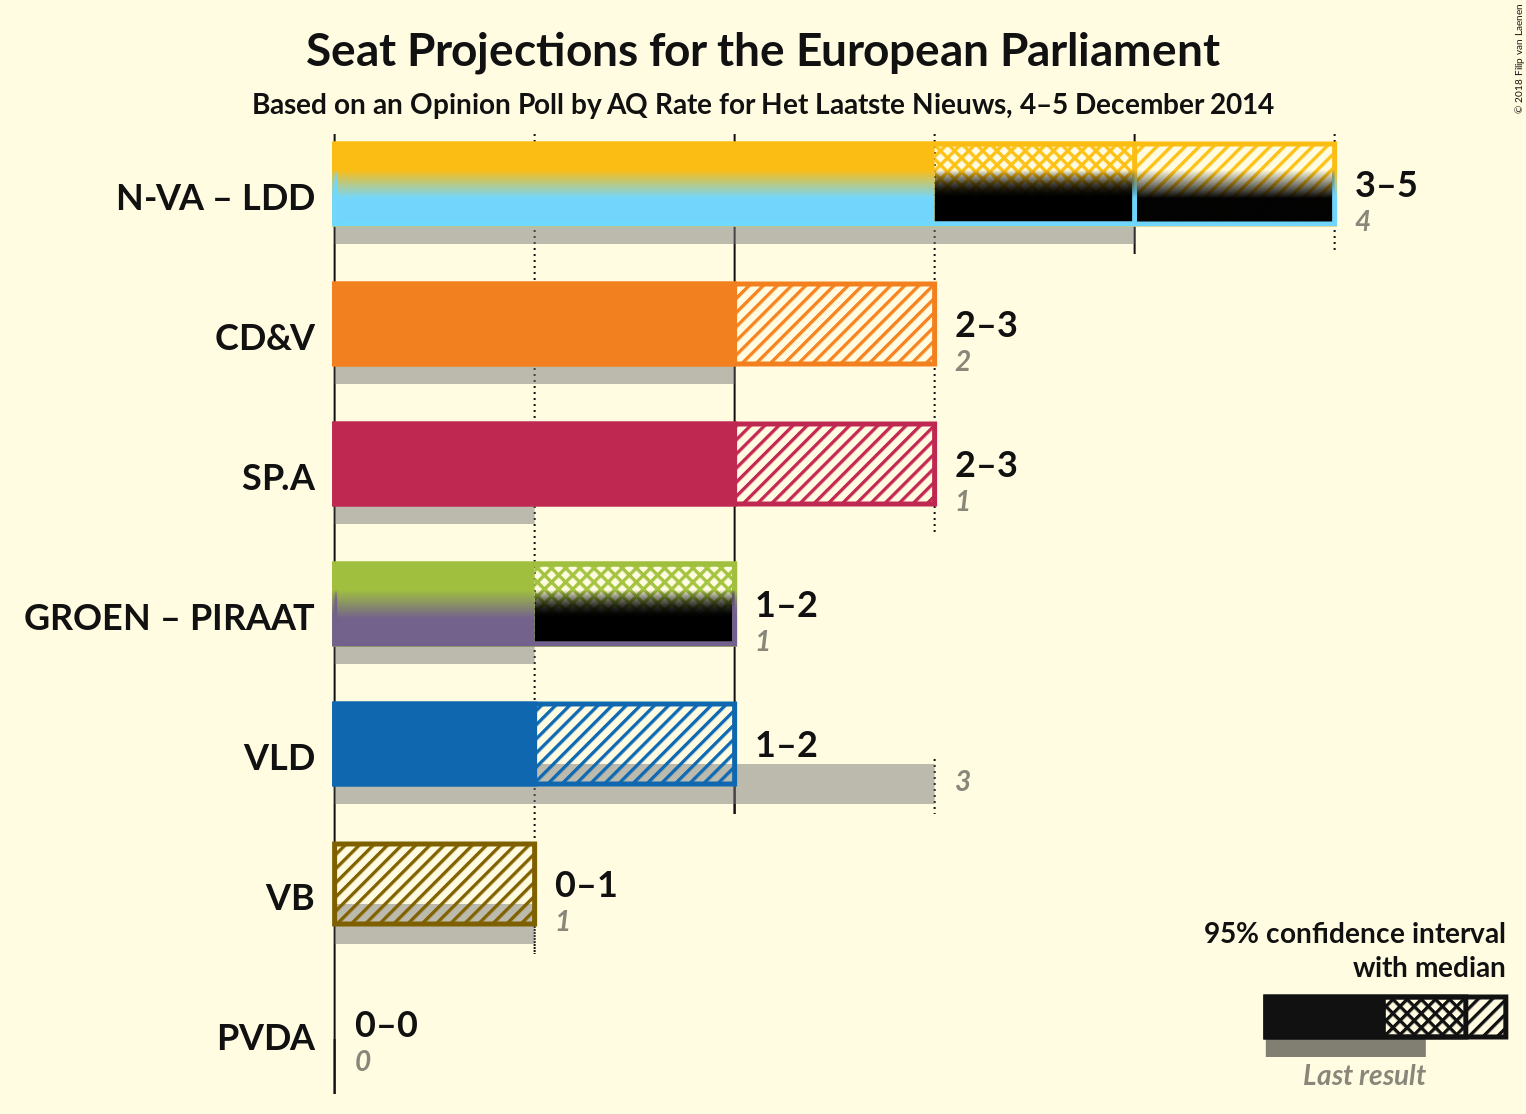 Seat Projections for the European Parliament
Based on an Opinion Poll by AQ Rate for Het Laatste Nieuws, 4–5 December 2014
© 2018 Filip van Laenen
N-VA – LDD
3–5
4
CD&V
2–3
2
SP.A
2–3
1
GROEN – PIRAAT
1–2
1
VLD
1–2
3
VB
0–1
1
PVDA
0–0
0
95% confidence interval
with median
Last result